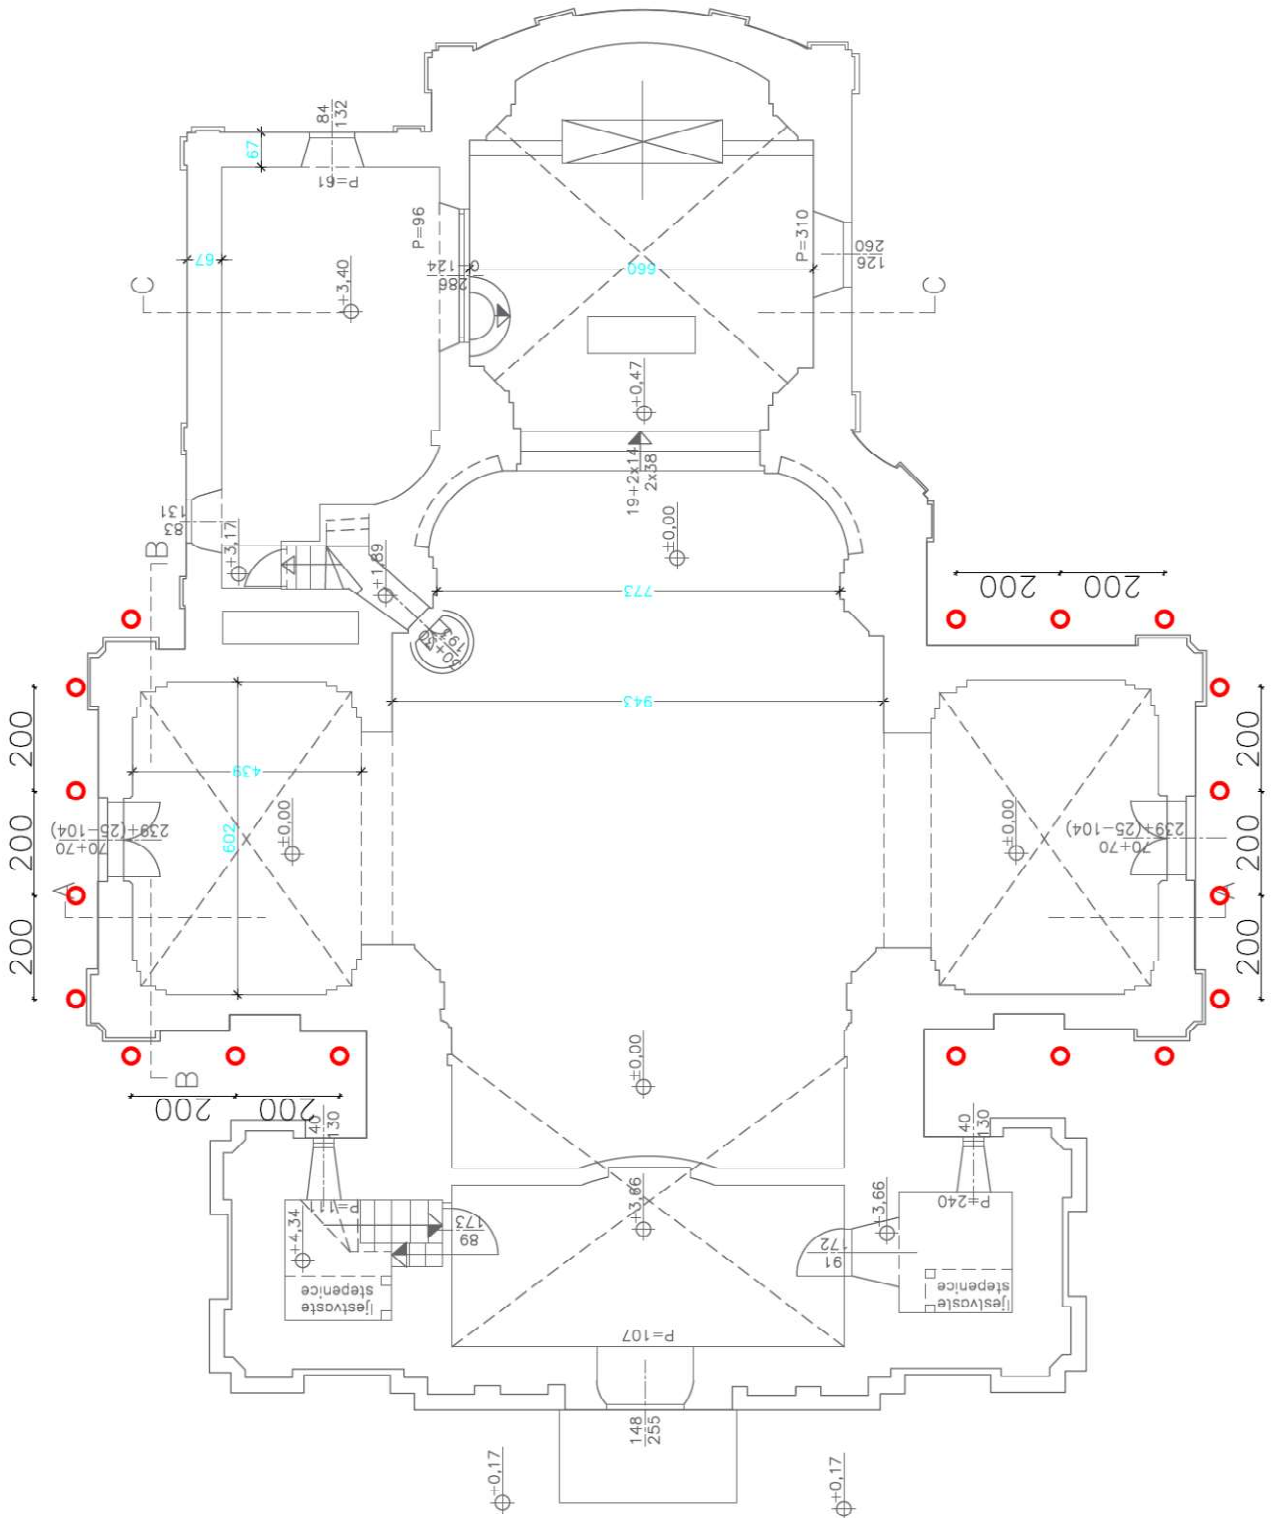 84
132
67
P=61
P=96
P=310
67
0-124
286
660
260
126
C
C
+3,40
+0,47
19+2x14
2x38
131
83
+3,17
B
+1,89
±0,00
200
200
773
193
943
200
200
200
439
602
±0,00
239+(25-104)
70+70
A
±0,00
239+(25-104)
70+70
A
200
200
200
±0,00
B
200
200
40
130
40
130
P=111
+4,34
173
89
+3,66
+3,66
172
91
P=240
ljestvaste
stepenice
ljestvaste
stepenice
P=107
148
255
+0,17
+0,17